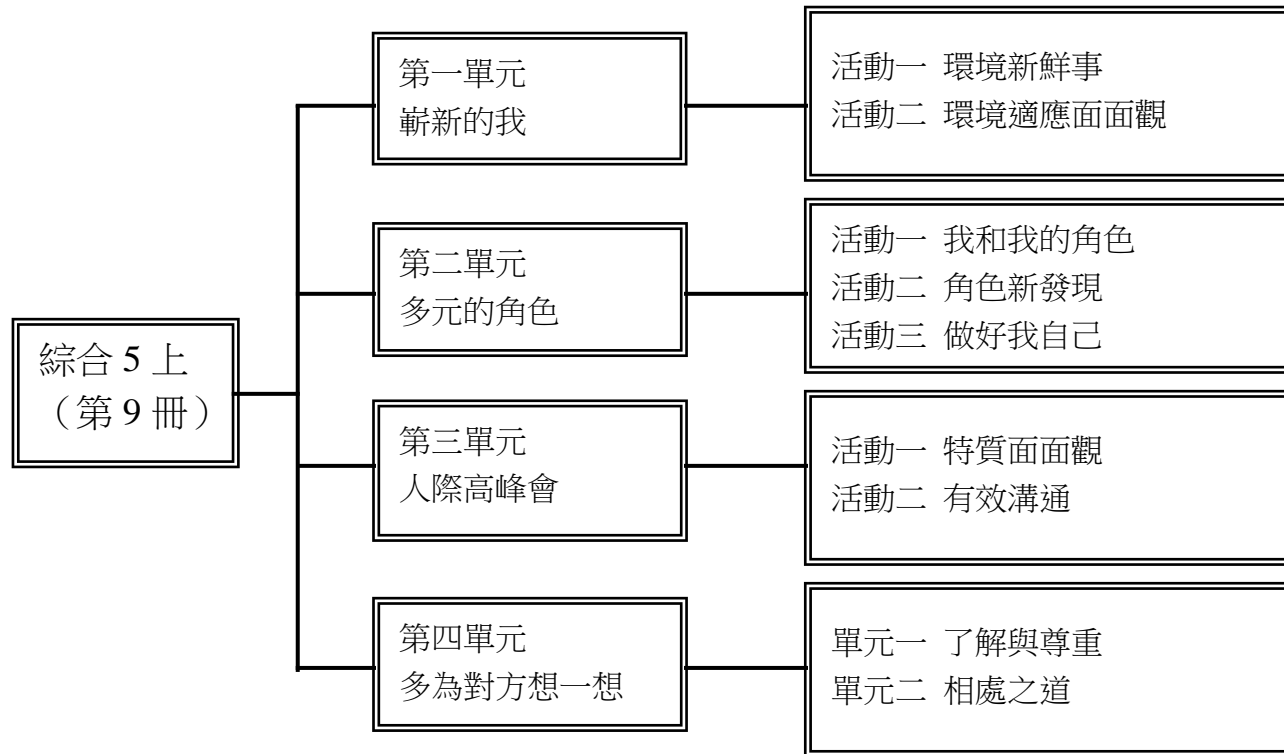 綜合 5 上
（第 9 冊）
第一單元
嶄新的我
活動一 環境新鮮事
活動二 環境適應面面觀
第二單元
多元的角色
活動一 我和我的角色
活動二 角色新發現
活動三 做好我自己
第三單元
人際高峰會
活動一 特質面面觀
活動二 有效溝通
第四單元
多為對方想一想
單元一 了解與尊重
單元二 相處之道